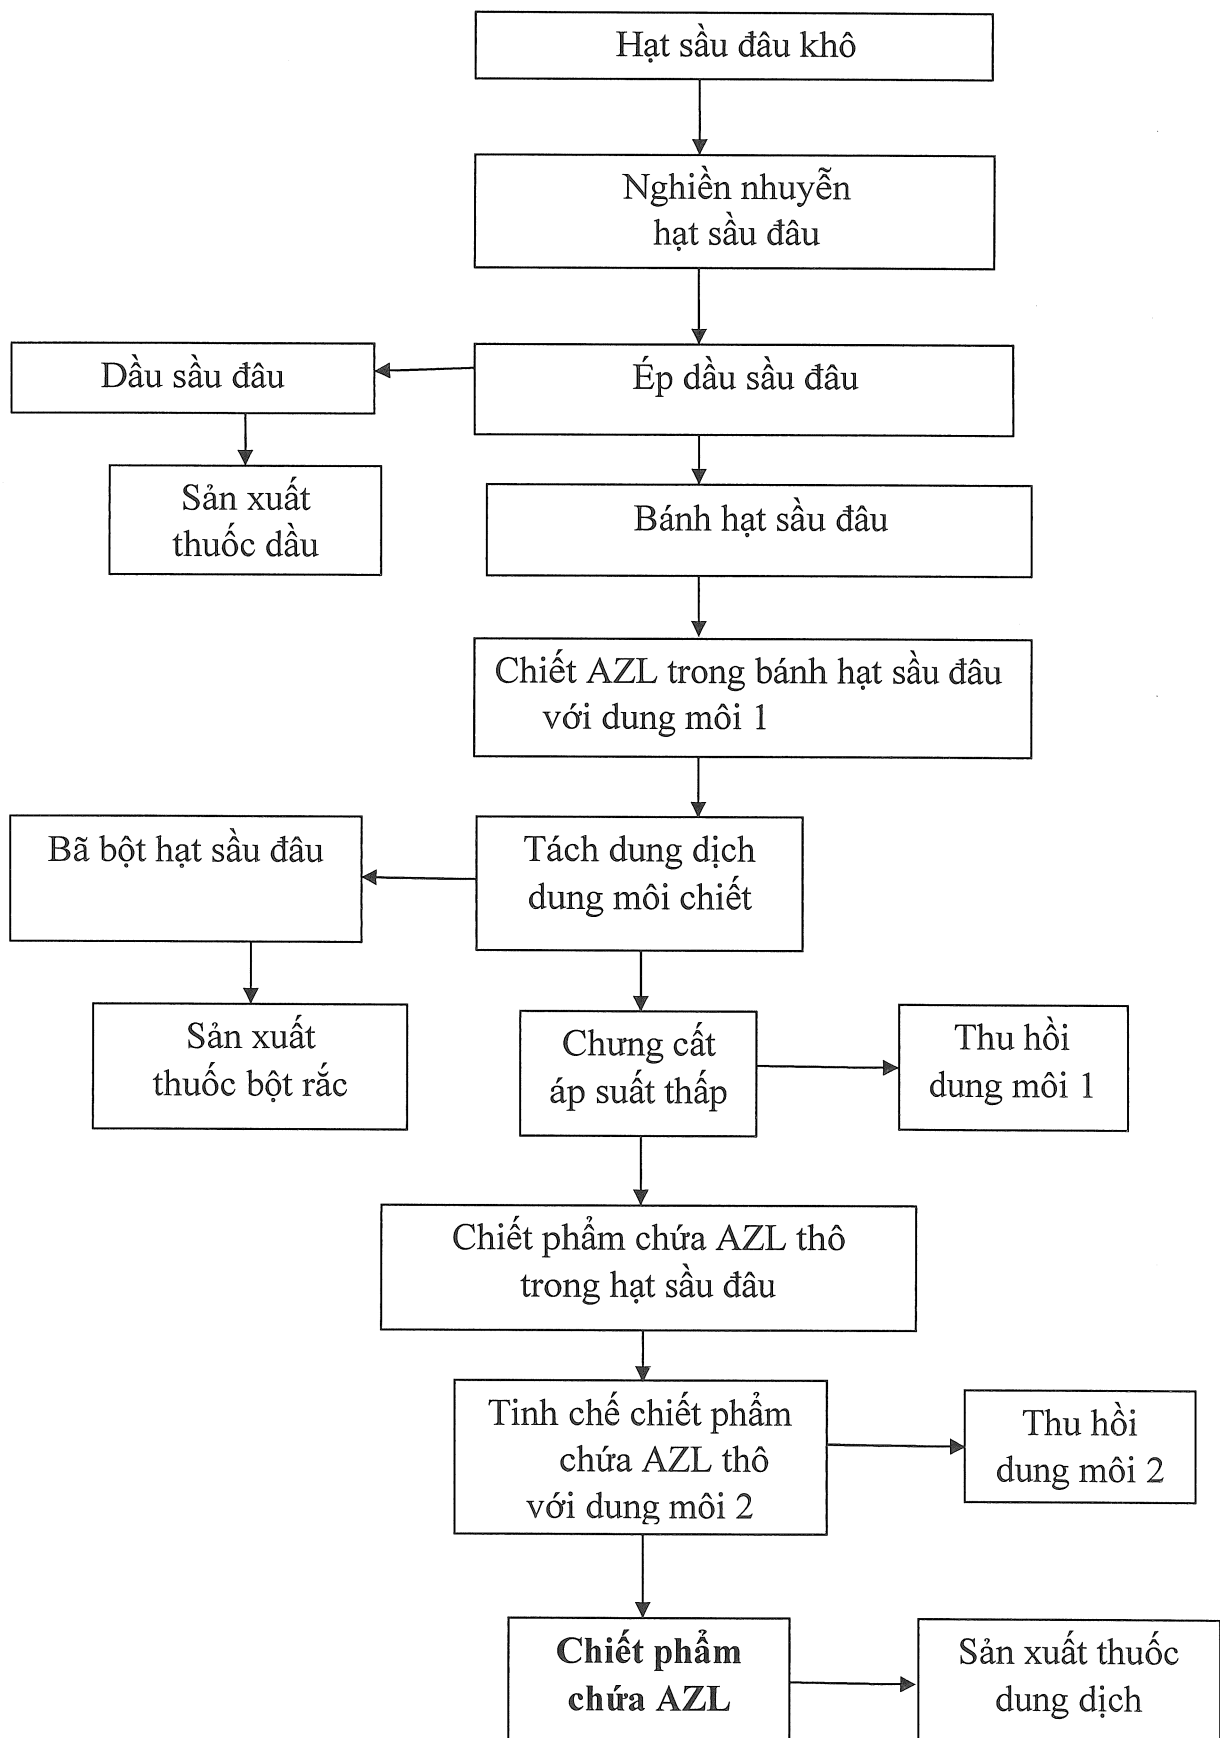 Hạt sầu đâu khô
Nghiền nhuyễn
hạt sầu đâu
Dầu sầu đâu
Ép dầu sầu đâu
Sản xuất
thuốc dầu
Bánh hạt sầu đâu
Chiết AZL trong bánh hạt sầu đâu
với dung môi 1
Bã bột hạt sầu đâu
Tách dung dịch
dung môi chiết
Sản xuất
thuốc bột rắc
Chưng cất
áp suất thấp
Thu hồi
dung môi 1
Chiết phẩm chứa AZL thô
trong hạt sầu đâu
Tinh chế chiết phẩm
chứa AZL thô
với dung môi 2
Thu hồi
dung môi 2
Chiết phẩm
chứa AZL
Sản xuất thuốc
dung dịch